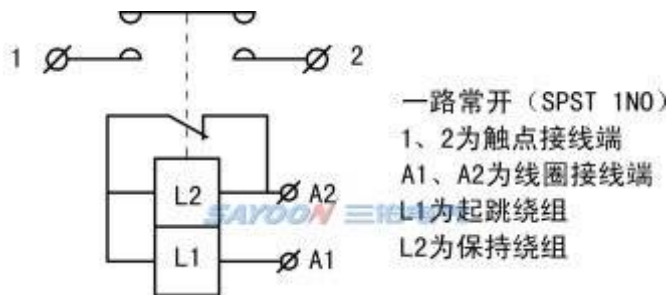 1
2
一路常开（SPST 1NO）
1、2为触点接线端
A1、A2为线圈接线端
L1为起跳绕组
L2为保持绕组
L2
A2
SAYOON 三佑
L1
A1